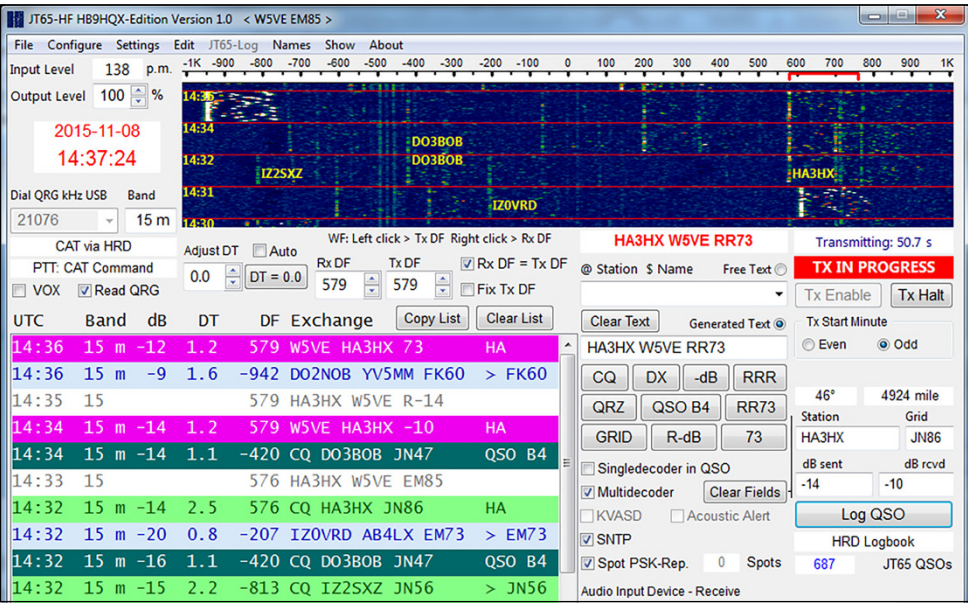 JT65-HF HB9HQX-Edition Version 1.0 < W5VE EM85 >
File Configure Settings Edit JT65-Log Names Show About
Input Level 138 p.m.
-1K -900 -800 -700 -600 -500 -400 -300 -200 -100 0 100 200 300 400 500 600 700 800 900 1K
Output Level 100 %
2015-11-08
14:37:24
14:35
14:34
DO3BOB
14:32
DO3BOB
IZ2SXZ
HA3HX
14:31
IZ0VRD
14:30
Dial QRG kHz USB Band
21076 15 m
CAT via HRD
PTT: CAT Command
VOX Read QRG
WF: Left click > Tx DF Right click > Rx DF
Adjust DT Auto
Rx DF Tx DF Rx DF = Tx DF
0.0 DT = 0.0 579 579 Fix Tx DF
UTC Band dB DT DF Exchange Copy List Clear List
14:36 15 m -12 1.2 579 W5VE HA3HX 73 HA
14:36 15 m -9 1.6 -942 DO2NOB YV5MM FK60 > FK60
14:35 15 579 HA3HX W5VE R-14
14:34 15 m -14 1.2 579 W5VE HA3HX -10 HA
14:34 15 m -14 1.1 -420 CQ DO3BOB JN47 QSO B4
14:33 15 576 HA3HX W5VE EM85
14:32 15 m -14 2.5 576 CQ HA3HX JN86 HA
14:32 15 m -20 0.8 -207 IZ0VRD AB4LX EM73 > EM73
14:32 15 m -16 1.1 -420 CQ DO3BOB JN47 QSO B4
14:32 15 m -15 2.2 -813 CQ IZ2SXZ JN56 > JN56
HA3HX W5VE RR73
@ Station $ Name Free Text
Clear Text Generated Text
HA3HX W5VE RR73
CQ DX -dB RRR
QRZ QSO B4 RR73
GRID R-dB 73
Singledecoder in QSO
Multidecoder Clear Fields
KVASD Acoustic Alert
SNTP
Spot PSK-Rep. 0 Spots
Audio Input Device - Receive
Transmitting: 50.7 s
TX IN PROGRESS
Tx Enable Tx Halt
Tx Start Minute
Even Odd
46° 4924 mile
Station Grid
HA3HX JN86
dB sent dB rcvd
-14 -10
Log QSO
HRD Logbook
687 JT65 QSOs